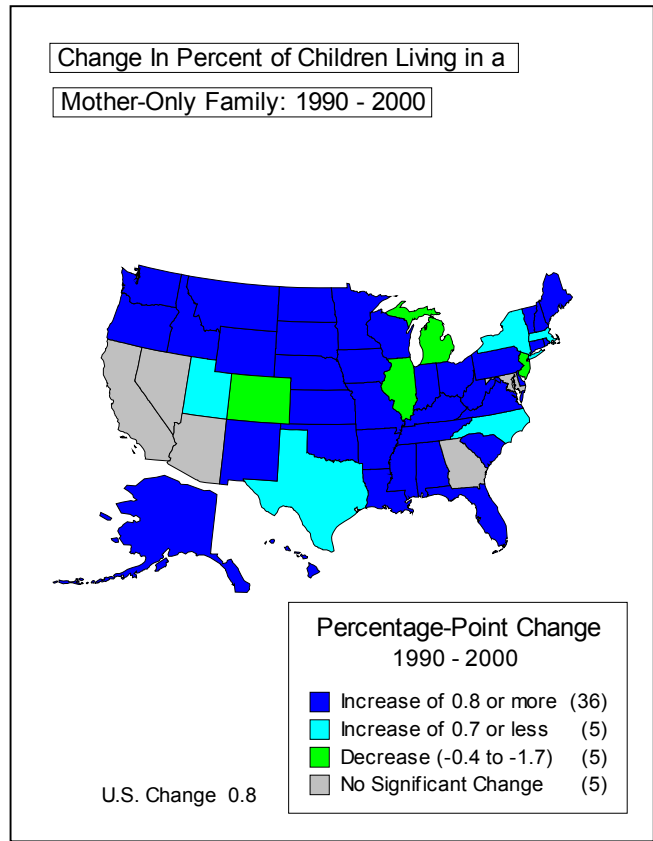 Change In Percent of Children Living in a
Mother-Only Family: 1990 - 2000
Percentage-Point Change
1990 - 2000
Increase of 0.8 or more (36)
Increase of 0.7 or less (5)
Decrease (-0.4 to -1.7) (5)
No Significant Change (5)
U.S. Change 0.8